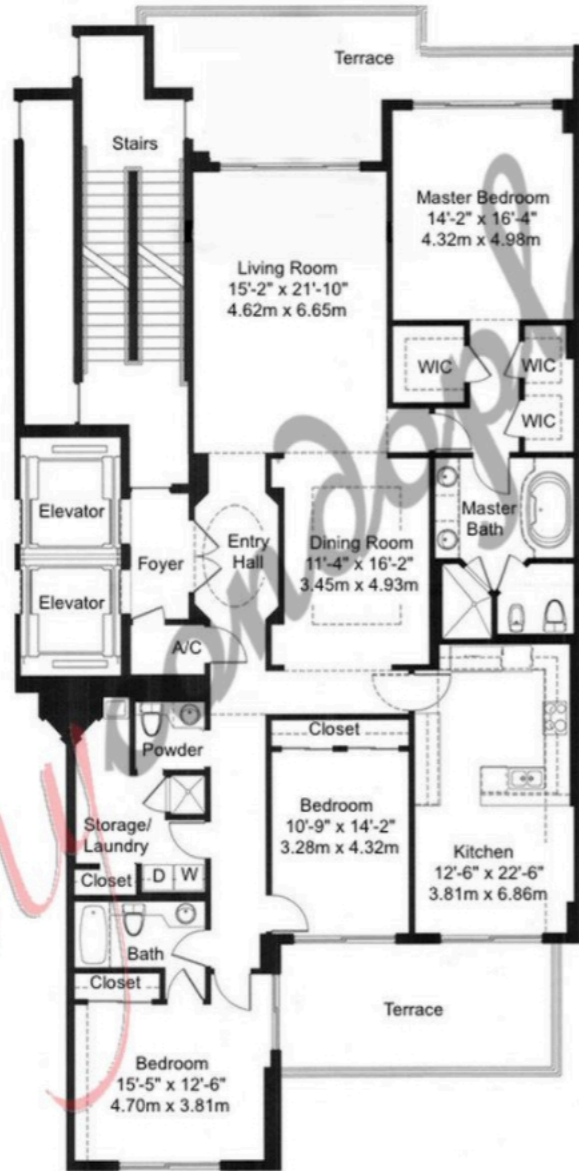 Terrace
Stairs
Master Bedroom
14'-2" x 16'-4"
4.32m x 4.98m
Living Room
15'-2" x 21'-10"
4.62m x 6.65m
WIC
WIC
WIC
Elevator
Master
Bath
Entry
Hall
Dining Room
11'-4" x 16'-2"
3.45m x 4.93m
Foyer
Elevator
A/C
Powder
Closet
Bedroom
10'-9" x 14'-2"
3.28m x 4.32m
Storage/
Laundry
Kitchen
12'-6" x 22'-6"
3.81m x 6.86m
Closet
D W
Bath
Closet
Terrace
Bedroom
15'-5" x 12'-6"
4.70m x 3.81m